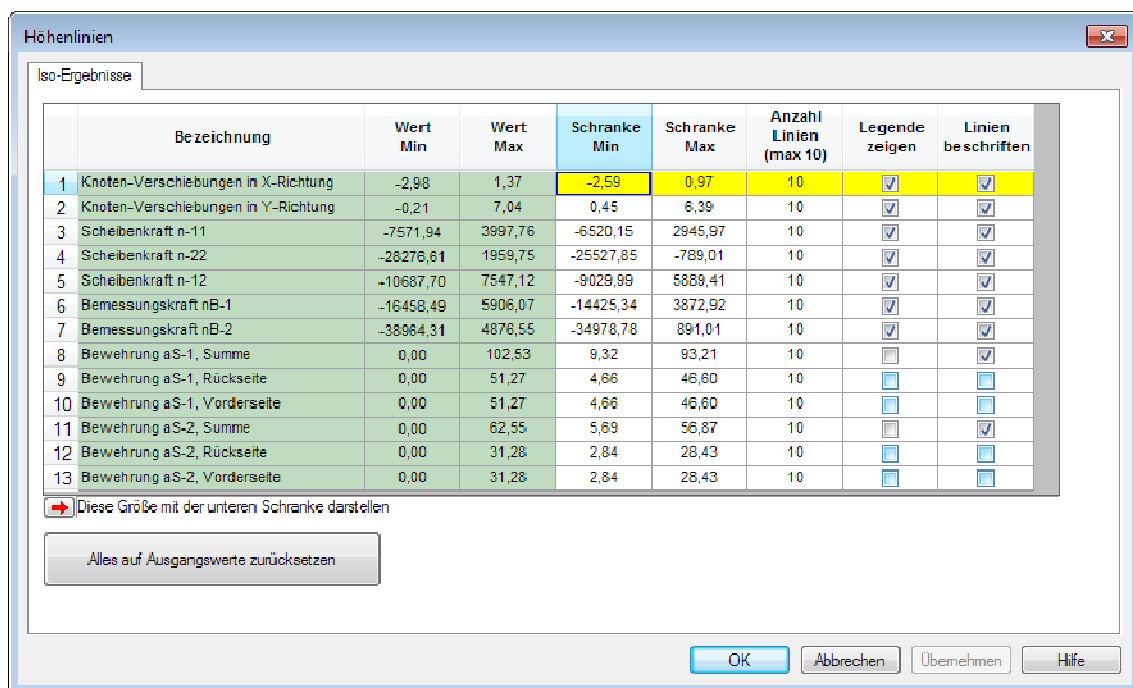 Höhenlinien
Iso-Ergebnisse
Bezeichnung Wert Min Wert Max Schranke Min Schranke Max Anzahl Linien (max 10) Legende zeigen Linien beschriften
1 Knoten-Verschiebungen in X-Richtung -2,98 1,37 -2,59 0,97 10
2 Knoten-Verschiebungen in Y-Richtung -0,21 7,04 0,45 6,39 10
3 Scheibenkraft n-11 -7571,94 3997,76 -6520,15 2945,97 10
4 Scheibenkraft n-22 -28276,61 1959,75 -25527,85 -789,01 10
5 Scheibenkraft n-12 -10687,70 7547,12 -9029,99 5889,41 10
6 Bemessungskraft nB-1 -16458,49 5906,07 -14425,34 3872,92 10
7 Bemessungskraft nB-2 -38964,31 4876,55 -34978,78 891,01 10
8 Bewehrung aS-1, Summe 0,00 102,53 9,32 93,21 10
9 Bewehrung aS-1, Rückseite 0,00 51,27 4,66 46,60 10
10 Bewehrung aS-1, Vorderseite 0,00 51,27 4,66 46,60 10
11 Bewehrung aS-2, Summe 0,00 62,55 5,69 56,87 10
12 Bewehrung aS-2, Rückseite 0,00 31,28 2,84 28,43 10
13 Bewehrung aS-2, Vorderseite 0,00 31,28 2,84 28,43 10
Diese Größe mit der unteren Schranke darstellen
Alles auf Ausgangswerte zurücksetzen
OK Abbrechen Übernehmen Hilfe